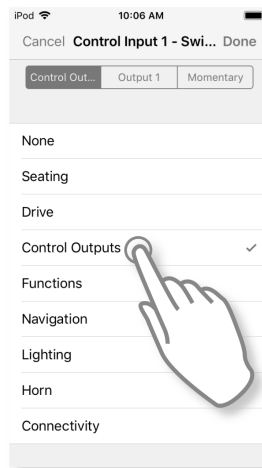 iPod 10:06 AM
Cancel Control Input 1 - Swi... Done
Control Out... Output 1 Momentary
None
Seating
Drive
Control Outputs
Functions
Navigation
Lighting
Horn
Connectivity